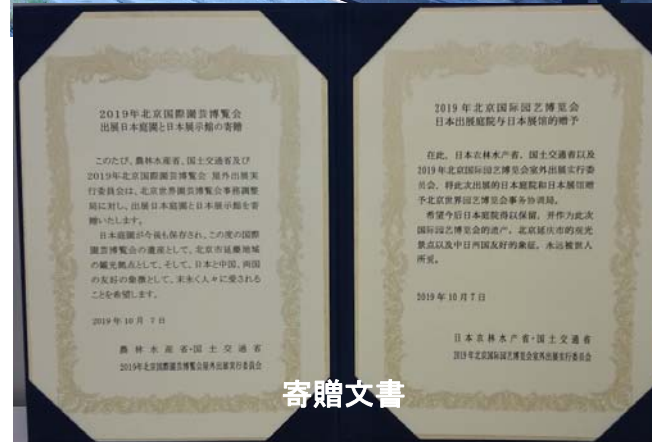 2019年北京国際園芸博覧会
出展日本庭園と日本展示館の寄贈
このたび、農林水産省、国土交通省及び
2019年北京国際園芸博覧会 屋外出展実
行委員会は、北京世界園芸博覧会事務調整
局に対し、出展日本庭園と日本展示館を寄
贈いたします。
日本庭園が今後も保存され、この度の国際
園芸博覧会の遺産として、北京市延慶地域
の観光拠点として、そして、日本と中国、両国
の友好の象徴として、末永く人々に愛される
ことを希望します。
2019年10月 7日
農林水産省・国土交通省
2019年北京国際園芸博覧会屋外出展実行委員会
2019年北京国际园艺博览会
日本出展庭院与日本展馆的赠予
在此，日本农林水产省、国土交通省以及
2019年北京国际园艺博览会室外出展实行委
员会，将此次出展的日本庭院和日本展馆赠
予北京世界园艺博览会事务协调局。
希望今后日本庭院得以保留，并作为此次
国际园艺博览会的遗产，北京延庆市的观光
景点以及中日两国友好的象征，永远被世人
所爱。
2019年10月7日
日本农林水产省·国土交通省
2019年北京国际园艺博览会室外出展实行委员会
寄贈文書